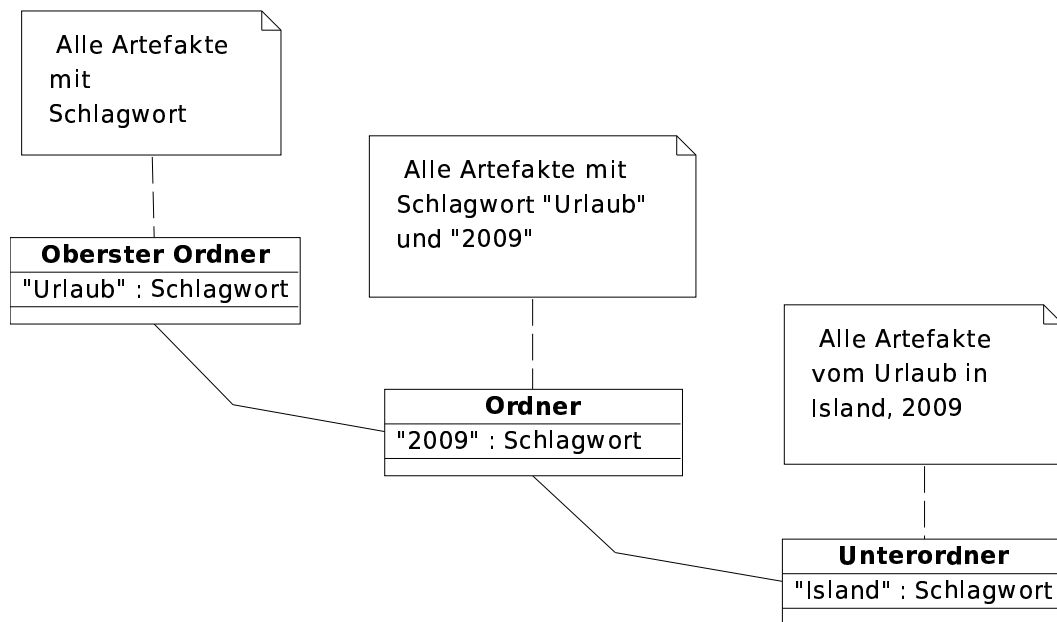 Alle Artefakte
mit
Schlagwort
Alle Artefakte mit
Schlagwort "Urlaub"
und "2009"
Oberster Ordner
"Urlaub" : Schlagwort
Alle Artefakte
vom Urlaub in
Island, 2009
Ordner
"2009" : Schlagwort
Unterordner
"Island" : Schlagwort